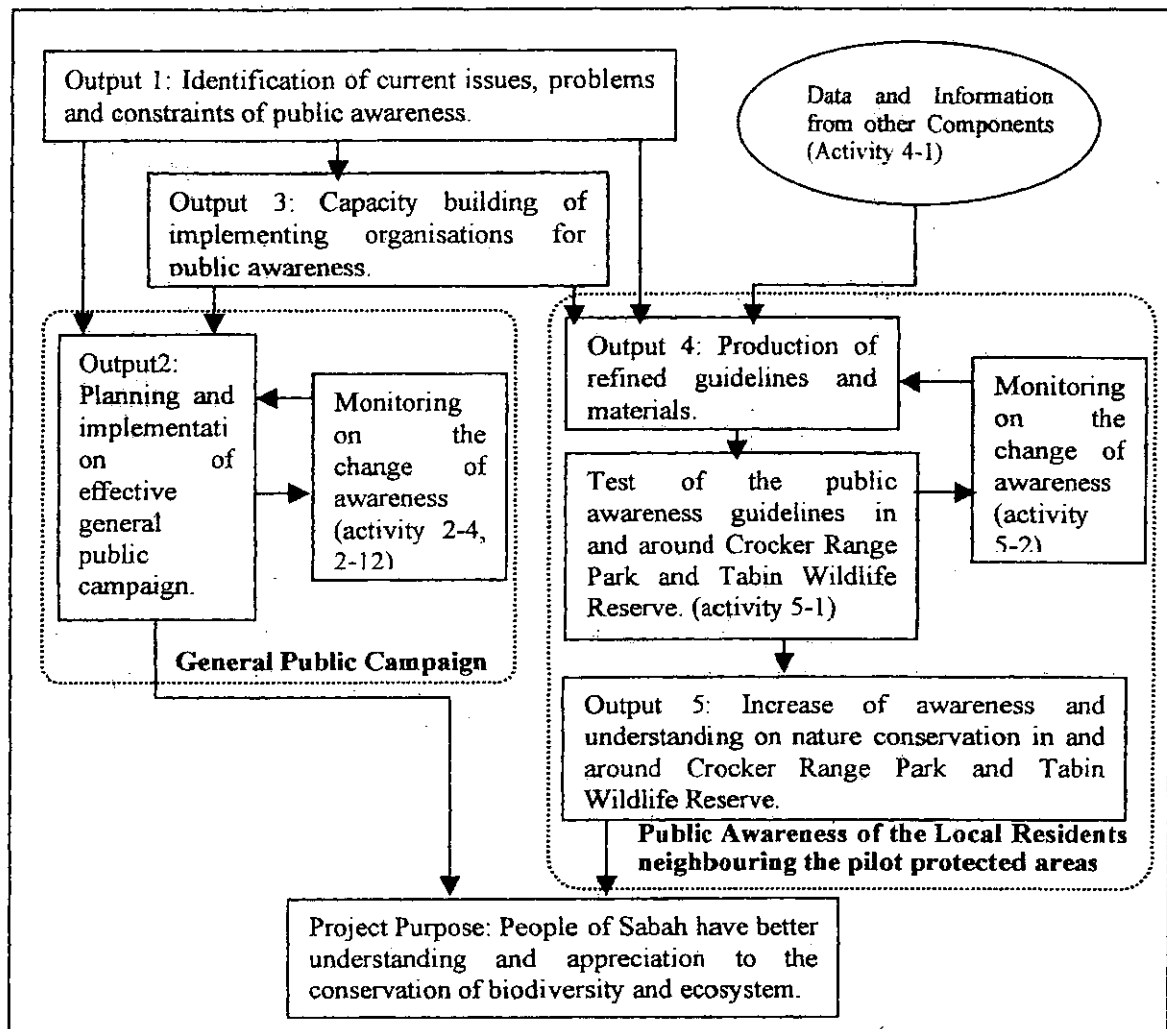 Output 1: Identification of current issues, problems
and constraints of public awareness.
Data and Information
from other Components
(Activity 4-1)
Output 3: Capacity building of
implementing organisations for
public awareness.
Output2:
Planning and
implementati
on of
effective
general
public
campaign.
Monitoring
on the
change of
awareness
(activity 2-4,
2-12)
General Public Campaign
Output 4: Production of
refined guidelines and
materials.
Monitoring
on the
change of
awareness
(activity
5-2)
Test of the public
awareness guidelines in
and around Crocker Range
Park and Tabin Wildlife
Reserve. (activity 5-1)
Output 5: Increase of awareness and
understanding on nature conservation in and
around Crocker Range Park and Tabin
Wildlife Reserve.
Public Awareness of the Local Residents
neighbouring the pilot protected areas
Project Purpose: People of Sabah have better
understanding and appreciation to the
conservation of biodiversity and ecosystem.